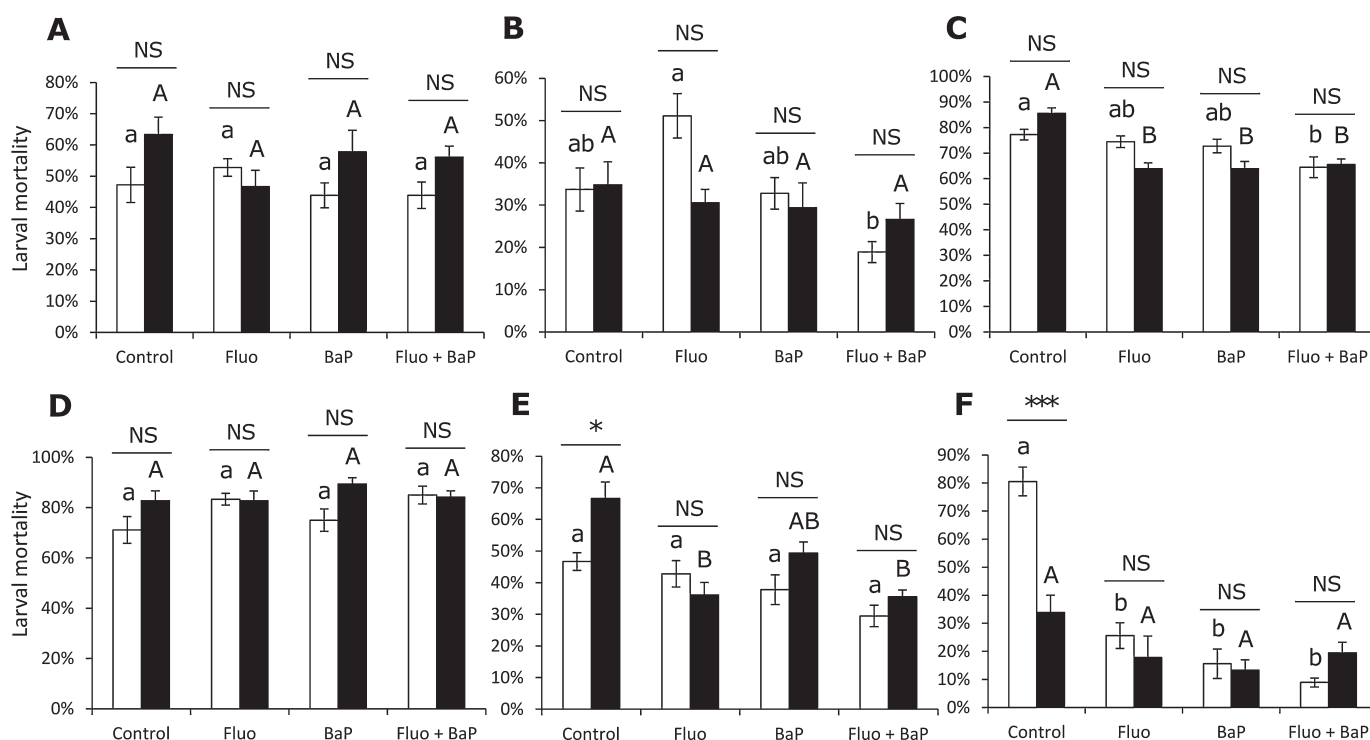 A
B
C
NS
NS
NS
NS
NS
NS
NS
NS
NS
NS
NS
NS
Larval mortality
80%
70%
60%
50%
40%
30%
20%
10%
0%
a
A
a
A
a
A
a
A
Control
Fluo
BaP
Fluo + BaP
60%
50%
40%
30%
20%
10%
0%
ab
A
a
A
ab
A
b
A
Control
Fluo
BaP
Fluo + BaP
100%
90%
80%
70%
60%
50%
40%
30%
20%
10%
0%
a
A
ab
B
ab
B
b
B
Control
Fluo
BaP
Fluo + BaP
D
E
F
NS
NS
NS
NS
*
NS
NS
NS
***
NS
NS
NS
Larval mortality
100%
80%
60%
40%
20%
0%
a
A
a
A
a
A
a
A
Control
Fluo
BaP
Fluo + BaP
80%
70%
60%
50%
40%
30%
20%
10%
0%
a
A
a
B
a
AB
a
B
Control
Fluo
BaP
Fluo + BaP
90%
80%
70%
60%
50%
40%
30%
20%
10%
0%
a
A
b
A
b
A
b
A
Control
Fluo
BaP
Fluo + BaP